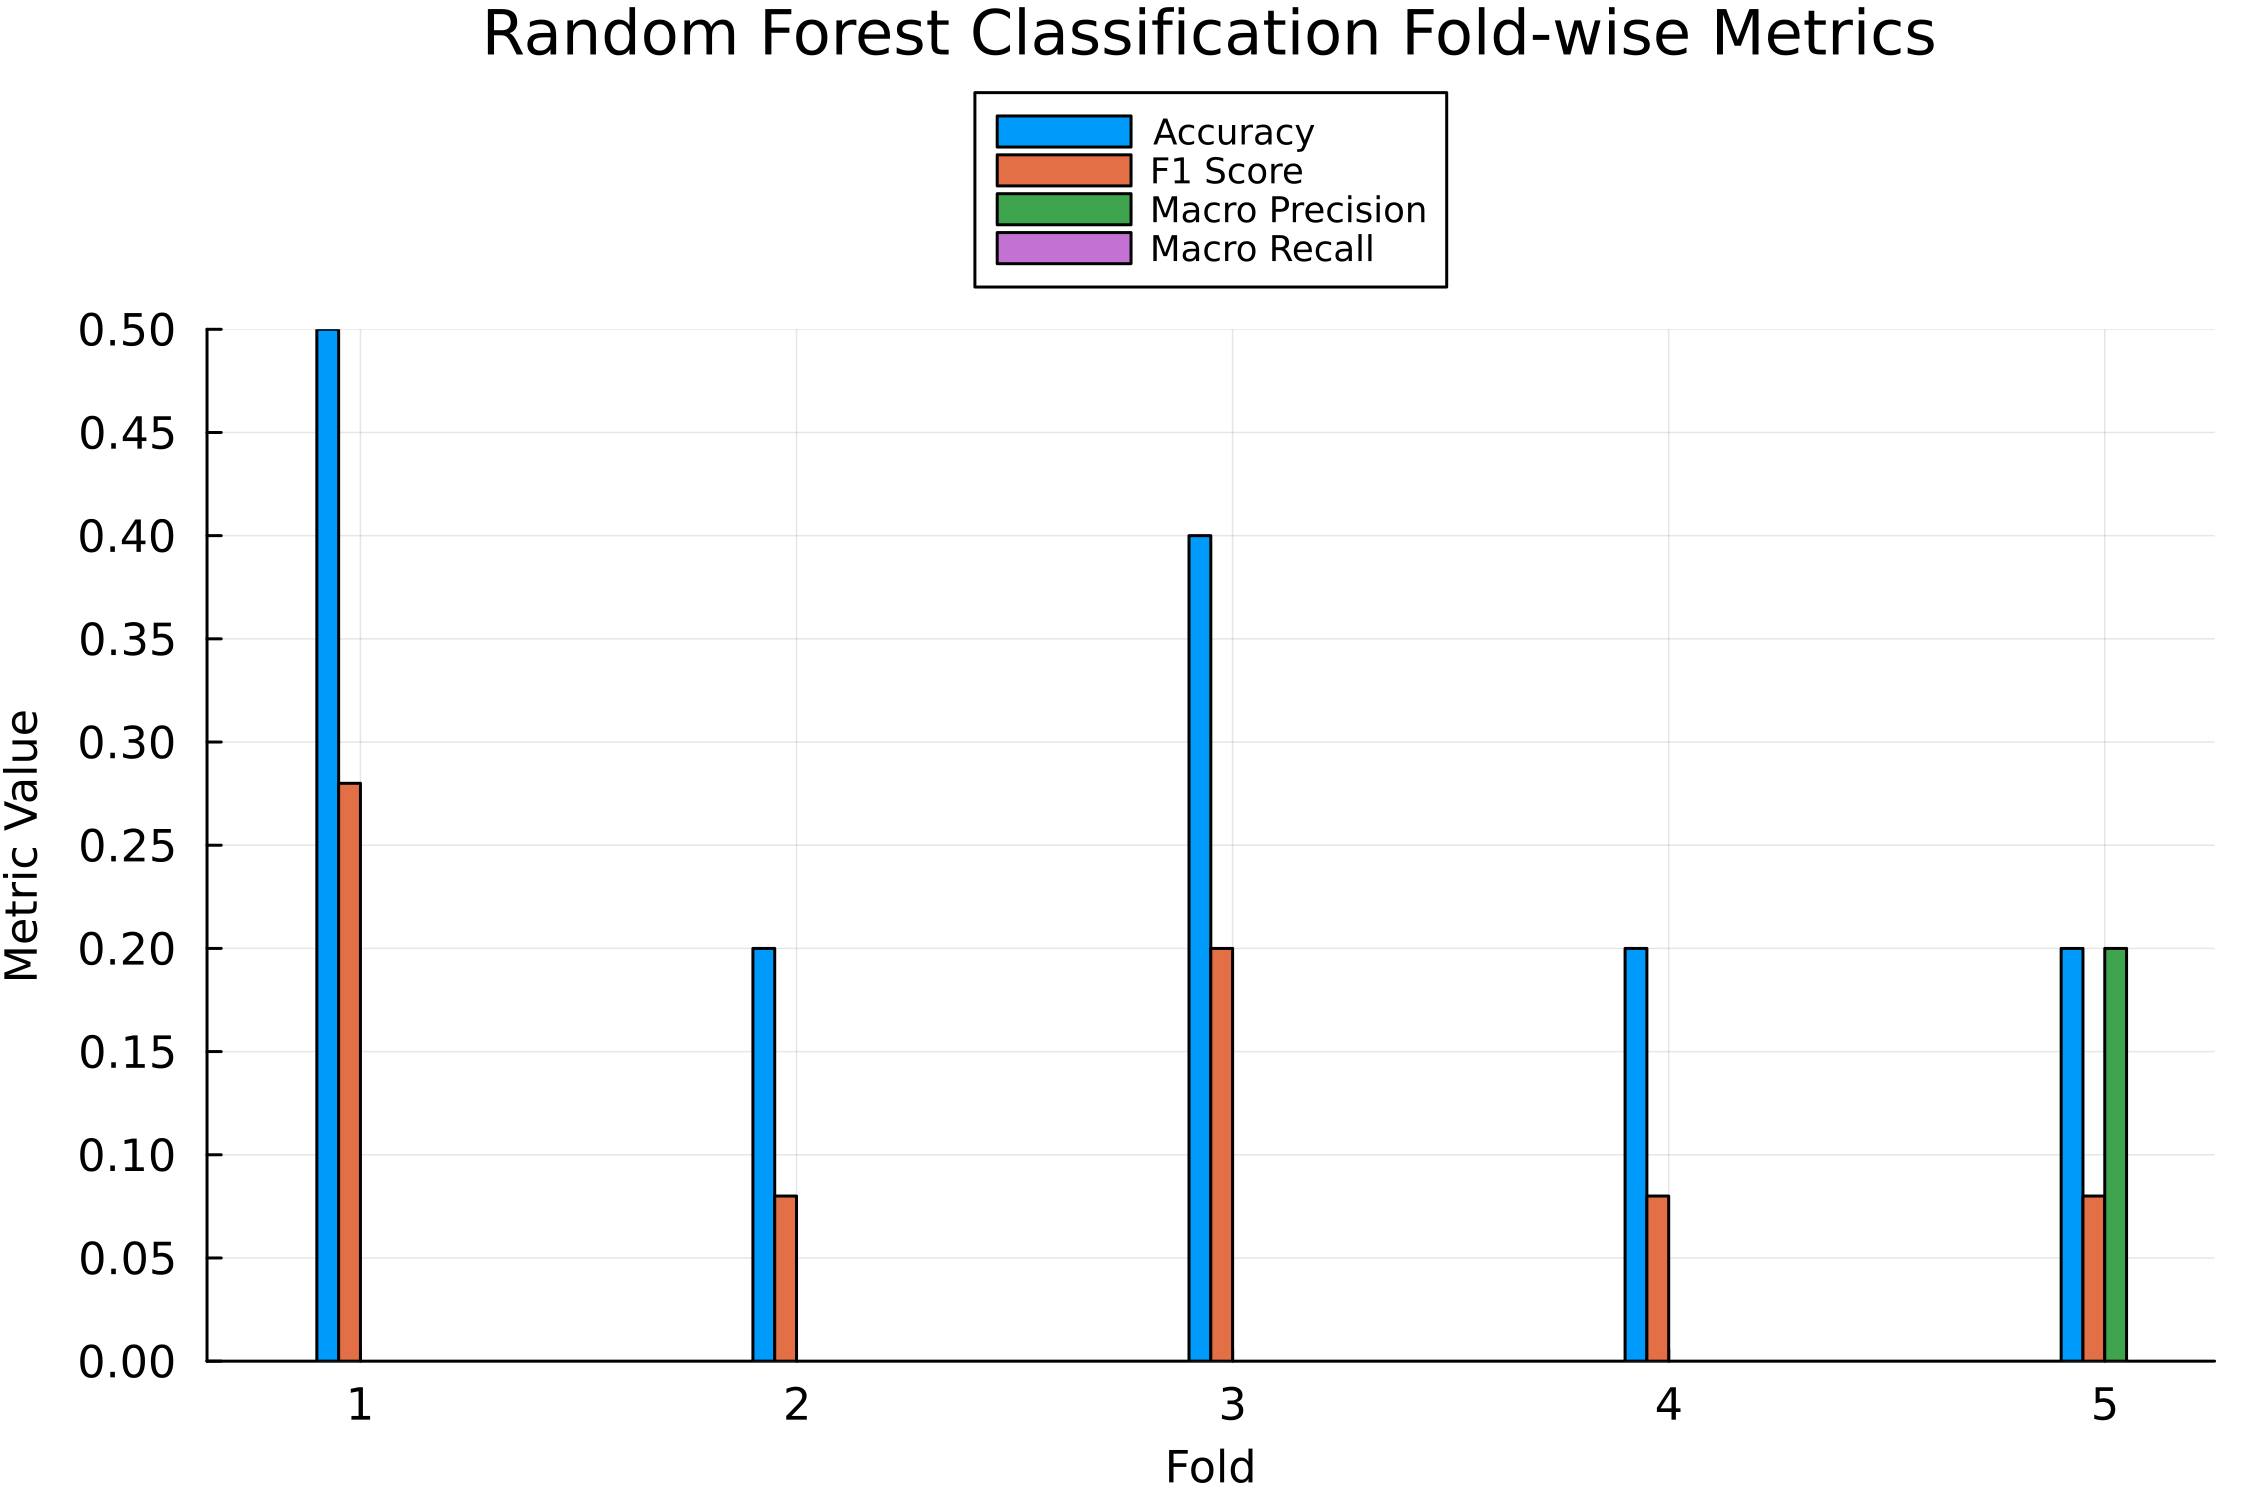 Random Forest Classification Fold-wise Metrics
Accuracy
F1 Score
Macro Precision
Macro Recall
0.50
0.45
0.40
0.35
0.30
0.25
0.20
0.15
0.10
0.05
0.00
Metric Value
1 2 3 4 5
Fold